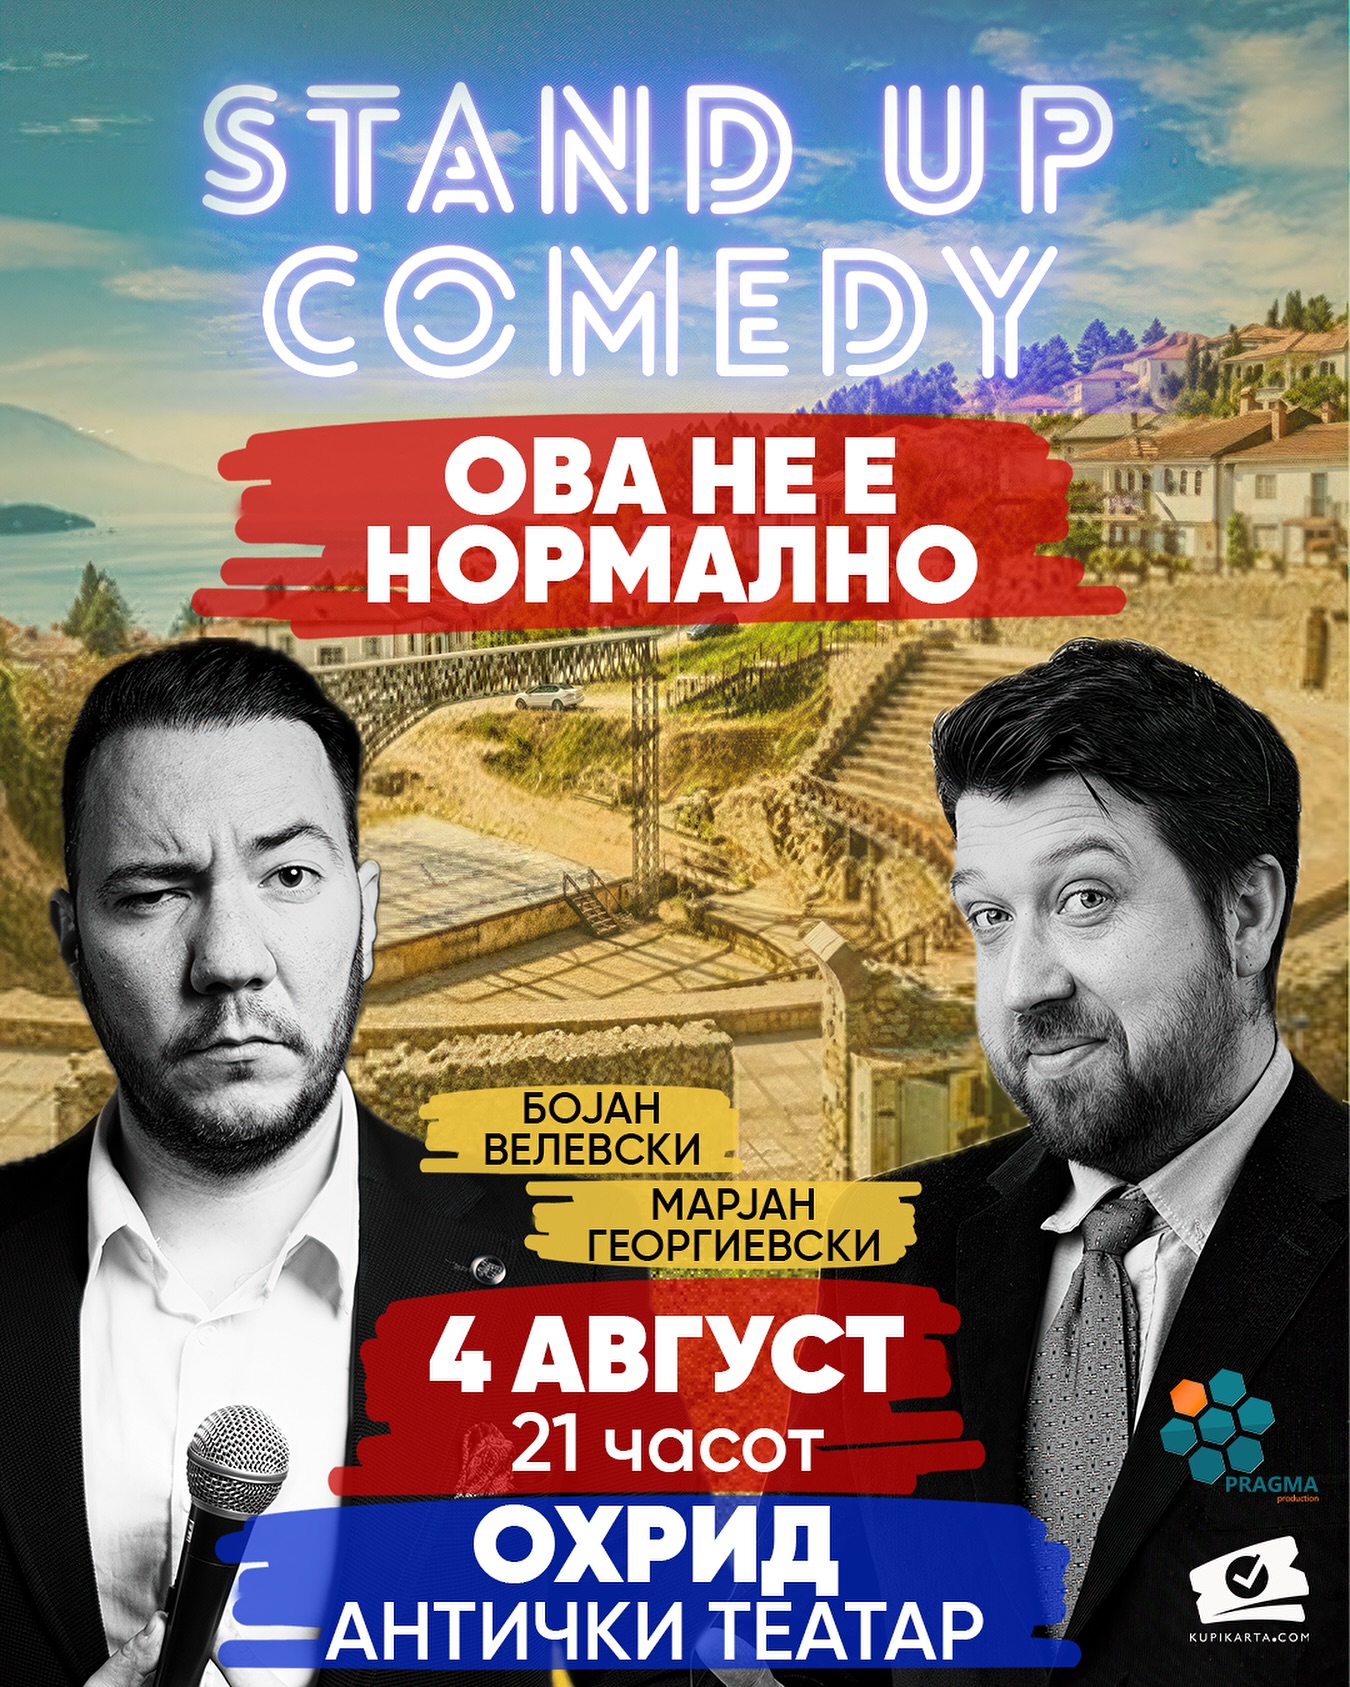 STAND UP
COMEDY
ОВА НЕ Е
НОРМАЛНО
БОЈАН
ВЕЛЕВСКИ
МАРЈАН
ГЕОРГИЕВСКИ
4 АВГУСТ
21 часот
ОХРИД
АНТИЧКИ ТЕАТАР
PRAGMA
production
KUPIKARTA.COM